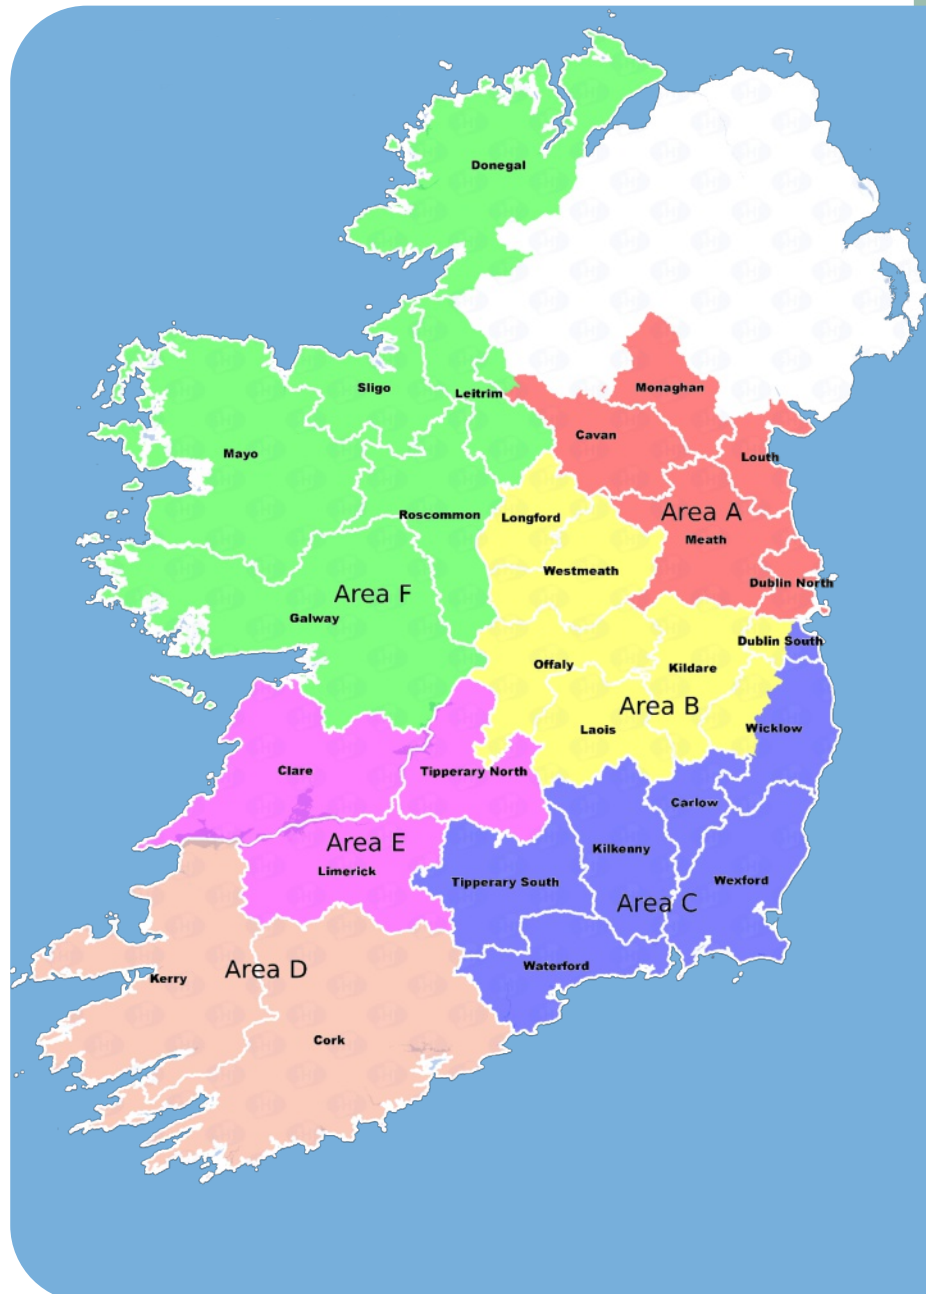 Donegal
Monaghan
Sligo
Leitrim
Cavan
Mayo
Louth
Area A
Roscommon
Longford
Meath
Westmeath
Dublin North
Area F
Galway
Dublin South
Offaly
Kildare
Area B
Laois
Wicklow
Clare
Tipperary North
Carlow
Area E
Kilkenny
Limerick
Tipperary South
Wexford
Area C
Waterford
Area D
Kerry
Cork